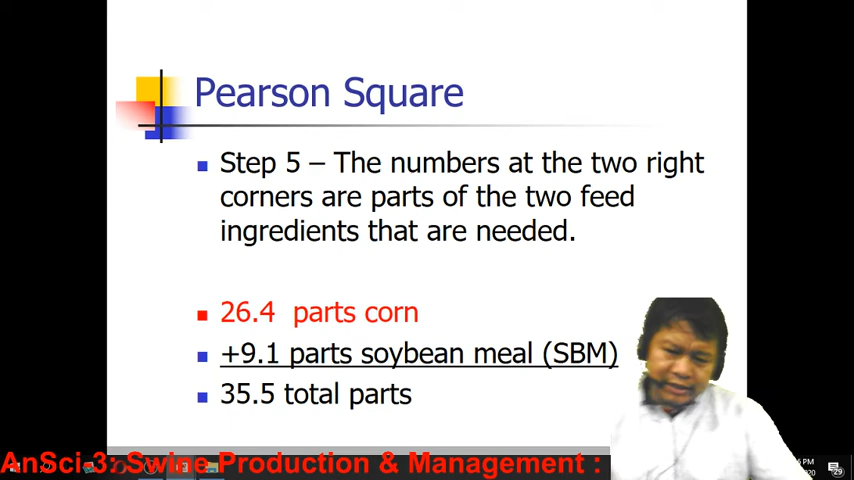 Pearson Square
Step 5 – The numbers at the two right
corners are parts of the two feed
ingredients that are needed.
26.4 parts corn
+9.1 parts soybean meal (SBM)
35.5 total parts
AnSci-3: Swine Production & Management :
PM
29